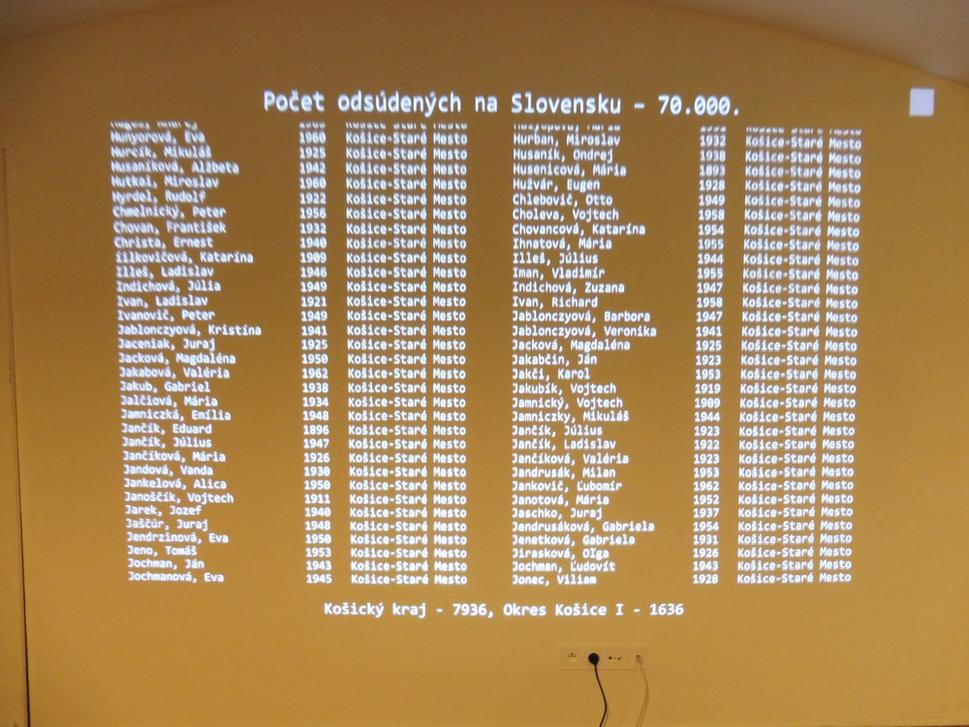 Počet odsúdených na Slovensku – 70.000.
Hunyorová, Eva 1960 Košice-Staré Mesto Hurban, Miroslav 1932 Košice-Staré Mesto
Hurčík, Mikuláš 1925 Košice-Staré Mesto Husaník, Ondrej 1938 Košice-Staré Mesto
Husaníková, Alžbeta 1942 Košice-Staré Mesto Husenicová, Mária 1893 Košice-Staré Mesto
Hutkai, Miroslav 1960 Košice-Staré Mesto Hužvár, Eugen 1928 Košice-Staré Mesto
Hyrdel, Rudolf 1922 Košice-Staré Mesto Chlebovič, Otto 1949 Košice-Staré Mesto
Chmelnický, Peter 1956 Košice-Staré Mesto Choleva, Vojtech 1958 Košice-Staré Mesto
Chovan, František 1932 Košice-Staré Mesto Chovancová, Katarína 1954 Košice-Staré Mesto
Christa, Ernest 1940 Košice-Staré Mesto Ihnatová, Mária 1955 Košice-Staré Mesto
Katarína 1909 Košice-Staré Mesto Illeš, Július 1944 Košice-Staré Mesto
Illeš, Ladislav 1946 Košice-Staré Mesto Iman, Vladimír 1955 Košice-Staré Mesto
Indichová, Júlia 1949 Košice-Staré Mesto Indichová, Zuzana 1947 Košice-Staré Mesto
Ivan, Ladislav 1921 Košice-Staré Mesto Ivan, Richard 1958 Košice-Staré Mesto
Ivanovič, Peter 1949 Košice-Staré Mesto Jablonczyová, Barbora 1947 Košice-Staré Mesto
Jablonczyová, Kristína 1941 Košice-Staré Mesto Jablonczyová, Veronika 1941 Košice-Staré Mesto
Jaceniak, Juraj 1925 Košice-Staré Mesto Jacková, Magdaléna 1925 Košice-Staré Mesto
Jacková, Magdaléna 1950 Košice-Staré Mesto Jakabčin, Ján 1923 Košice-Staré Mesto
Jakabová, Valéria 1962 Košice-Staré Mesto Jakči, Karol 1953 Košice-Staré Mesto
Jakub, Gabriel 1938 Košice-Staré Mesto Jakubík, Vojtech 1919 Košice-Staré Mesto
Jalčiová, Mária 1934 Košice-Staré Mesto Jamnický, Vojtech 1909 Košice-Staré Mesto
Jamniczká, Emília 1948 Košice-Staré Mesto Jamniczky, Mikuláš 1944 Košice-Staré Mesto
Jančík, Eduard 1896 Košice-Staré Mesto Jančík, Július 1923 Košice-Staré Mesto
Jančík, Július 1947 Košice-Staré Mesto Jančík, Ladislav 1922 Košice-Staré Mesto
Jančíková, Mária 1926 Košice-Staré Mesto Jančíková, Valéria 1923 Košice-Staré Mesto
Jandová, Vanda 1930 Košice-Staré Mesto Jandrusák, Milan 1953 Košice-Staré Mesto
Jankelová, Alica 1950 Košice-Staré Mesto Jankovič, Ľubomír 1962 Košice-Staré Mesto
Janoščík, Vojtech 1911 Košice-Staré Mesto Janotová, Mária 1952 Košice-Staré Mesto
Jarek, Jozef 1940 Košice-Staré Mesto Jaschko, Juraj 1937 Košice-Staré Mesto
Jaščúr, Juraj 1948 Košice-Staré Mesto Jendrusáková, Gabriela 1954 Košice-Staré Mesto
Jendrzinová, Eva 1950 Košice-Staré Mesto Jenetková, Gabriela 1931 Košice-Staré Mesto
Jeno, Tomáš 1953 Košice-Staré Mesto Jirasková, Oľga 1926 Košice-Staré Mesto
Jochman, Ján 1943 Košice-Staré Mesto Jochman, Ľudovít 1943 Košice-Staré Mesto
Jochmanová, Eva 1945 Košice-Staré Mesto Jonec, Viliam 1928 Košice-Staré Mesto
Košický kraj - 7936, Okres Košice I - 1636